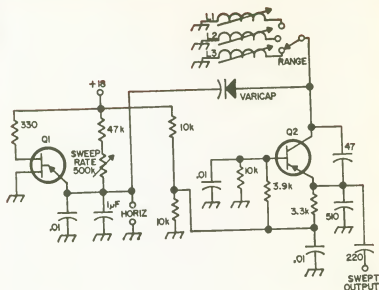 L1
L2
L3
RANGE
+18
VARICAP
330
Q1
47k
SWEEP
RATE
500k
10k
Q2
47
.01
10k
3.9k
3.3k
510
.01
1µF
HORIZ
10k
.01
220
SWEPT
OUTPUT